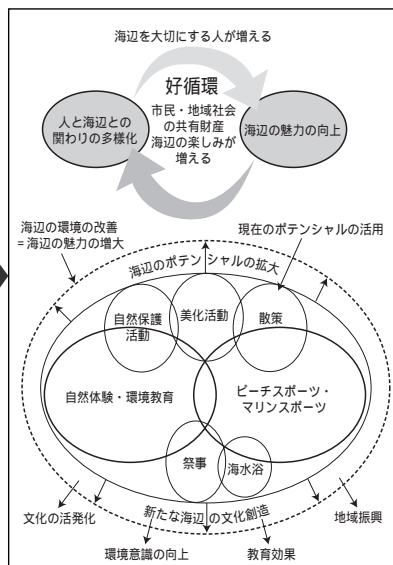 海辺を大切にする人が増える
好循環
人と海辺との
関わりの多様化
市民・地域社会
の共有財産
海辺の楽しみが
増える
海辺の魅力の向上
海辺の環境の改善
＝海辺の魅力の増大
現在のポテンシャルの活用
海辺のポテンシャルの拡大
自然保護
活動
美化活動
散策
自然体験・環境教育
ビーチスポーツ・
マリンスポーツ
祭事
海水浴
新たな海辺の文化創造
文化の活発化
地域振興
環境意識の向上
教育効果